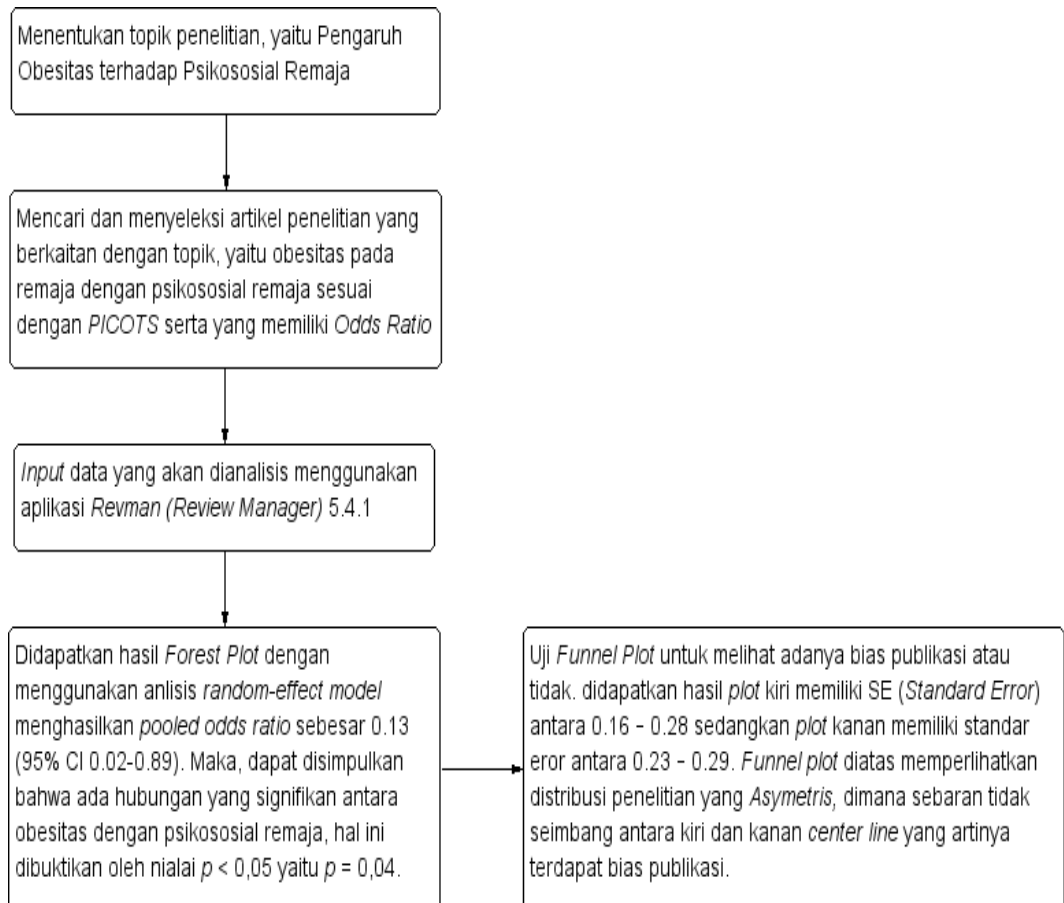 Menentukan topik penelitian, yaitu Pengaruh
Obesitas terhadap Psikososial Remaja
Mencari dan menyeleksi artikel penelitian yang
berkaitan dengan topik, yaitu obesitas pada
remaja dengan psikososial remaja sesuai
dengan PICOTS serta yang memiliki Odds Ratio
Input data yang akan dianalisis menggunakan
aplikasi Revman (Review Manager) 5.4.1
Didapatkan hasil Forest Plot dengan
menggunakan anlisis random-effect model
menghasilkan pooled odds ratio sebesar 0.13
(95% CI 0.02-0.89). Maka, dapat disimpulkan
bahwa ada hubungan yang signifikan antara
obesitas dengan psikososial remaja, hal ini
dibuktikan oleh nialai p < 0,05 yaitu p = 0,04.
Uji Funnel Plot untuk melihat adanya bias publikasi atau
tidak. didapatkan hasil plot kiri memiliki SE (Standard Error)
antara 0.16 – 0.28 sedangkan plot kanan memiliki standar
eror antara 0.23 – 0.29. Funnel plot diatas memperlihatkan
distribusi penelitian yang Asymetris, dimana sebaran tidak
seimbang antara kiri dan kanan center line yang artinya
terdapat bias publikasi.